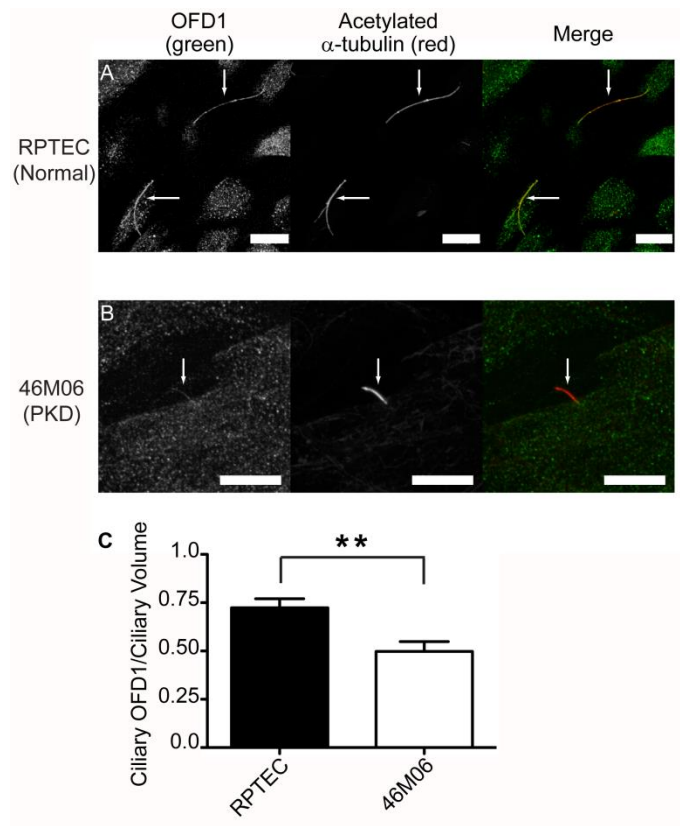 OFD1
(green)
Acetylated
α-tubulin (red)
Merge
RPTEC
(Normal)
A
46M06
(PKD)
B
C
**
Ciliary OFD1/Ciliary Volume
1.0
0.75
0.50
0.25
0.0
RPTEC
46M06